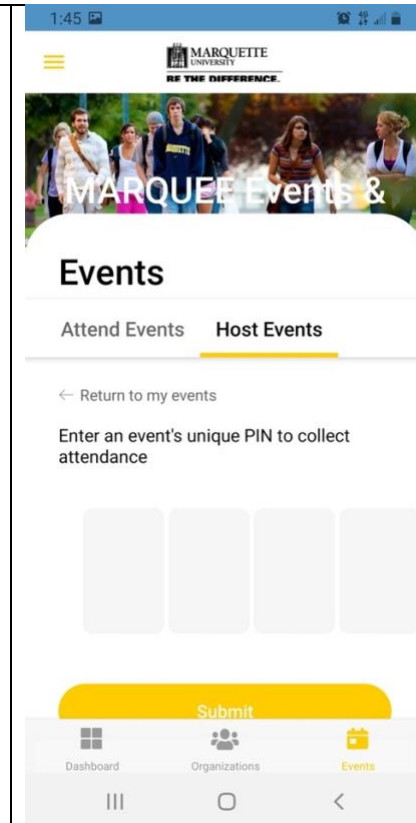 1:45
4G
MARQUETTE
UNIVERSITY
BE THE DIFFERENCE.
MARQUEE Events &
Events
Attend Events Host Events
← Return to my events
Enter an event's unique PIN to collect
attendance
Submit
Dashboard Organizations Events